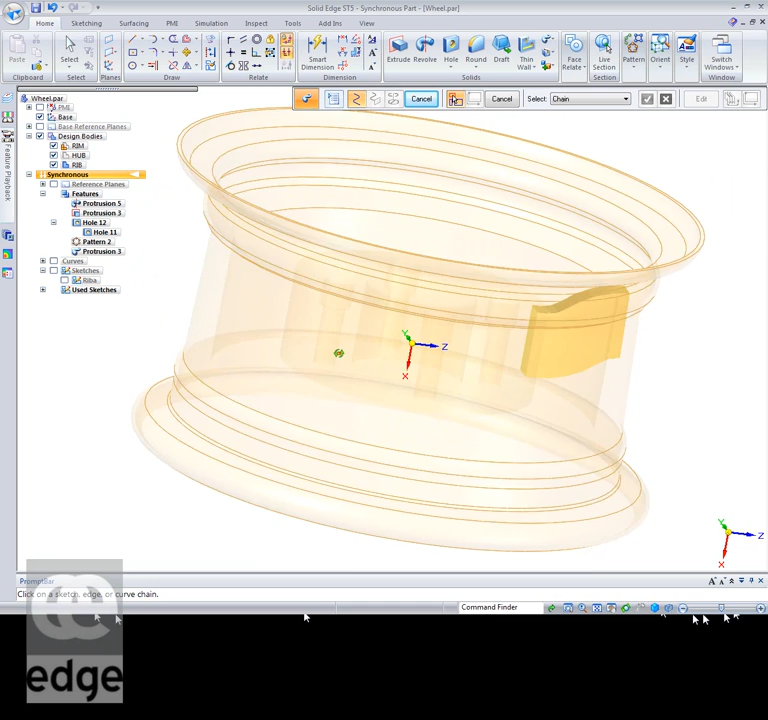 Solid Edge ST5 - Synchronous Part - [Wheel.par]
Home Sketching Surfacing PMI Simulation Inspect Tools Add Ins View
Paste Select Smart Dimension Extrude Revolve Hole Round Draft Thin Wall Face Relate Live Section Pattern Orient Style Switch Windows
Clipboard Select Planes Draw Relate Dimension Solids Section Window
Cancel Cancel Select: Chain Edit
Wheel.par
PMI
Base
Base Reference Planes
Design Bodies
RIM
HUB
RIB
Synchronous
Reference Planes
Features
Protrusion 5
Protrusion 3
Hole 12
Hole 11
Pattern 2
Protrusion 3
Curves
Sketches
Riba
Used Sketches
Feature Playback
Y
Z
X
Y
Z
X
PromptBar
Click on a sketch, edge, or curve chain.
Command Finder
edge